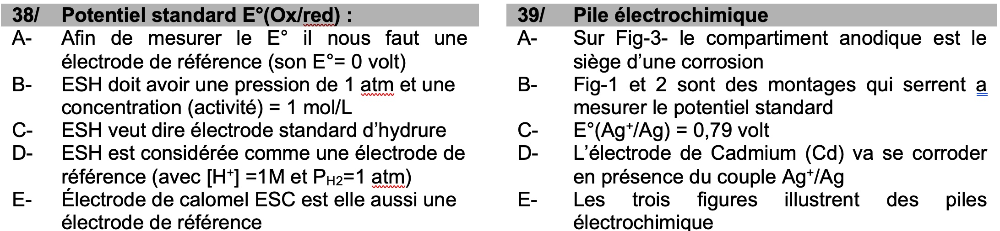 38/ Potentiel standard E°(Ox/red) :
A- Afin de mesurer le E° il nous faut une
électrode de référence (son E°= 0 volt)
B- ESH doit avoir une pression de 1 atm et une
concentration (activité) = 1 mol/L
C- ESH veut dire électrode standard d’hydrure
D- ESH est considérée comme une électrode de
référence (avec [H⁺] =1M et P_H2=1 atm)
E- Électrode de calomel ESC est elle aussi une
électrode de référence
39/ Pile électrochimique
A- Sur Fig-3- le compartiment anodique est le
siège d’une corrosion
B- Fig-1 et 2 sont des montages qui serrent a
mesurer le potentiel standard
C- E°(Ag⁺/Ag) = 0,79 volt
D- L’électrode de Cadmium (Cd) va se corroder
en présence du couple Ag⁺/Ag
E- Les trois figures illustrent des piles
électrochimique